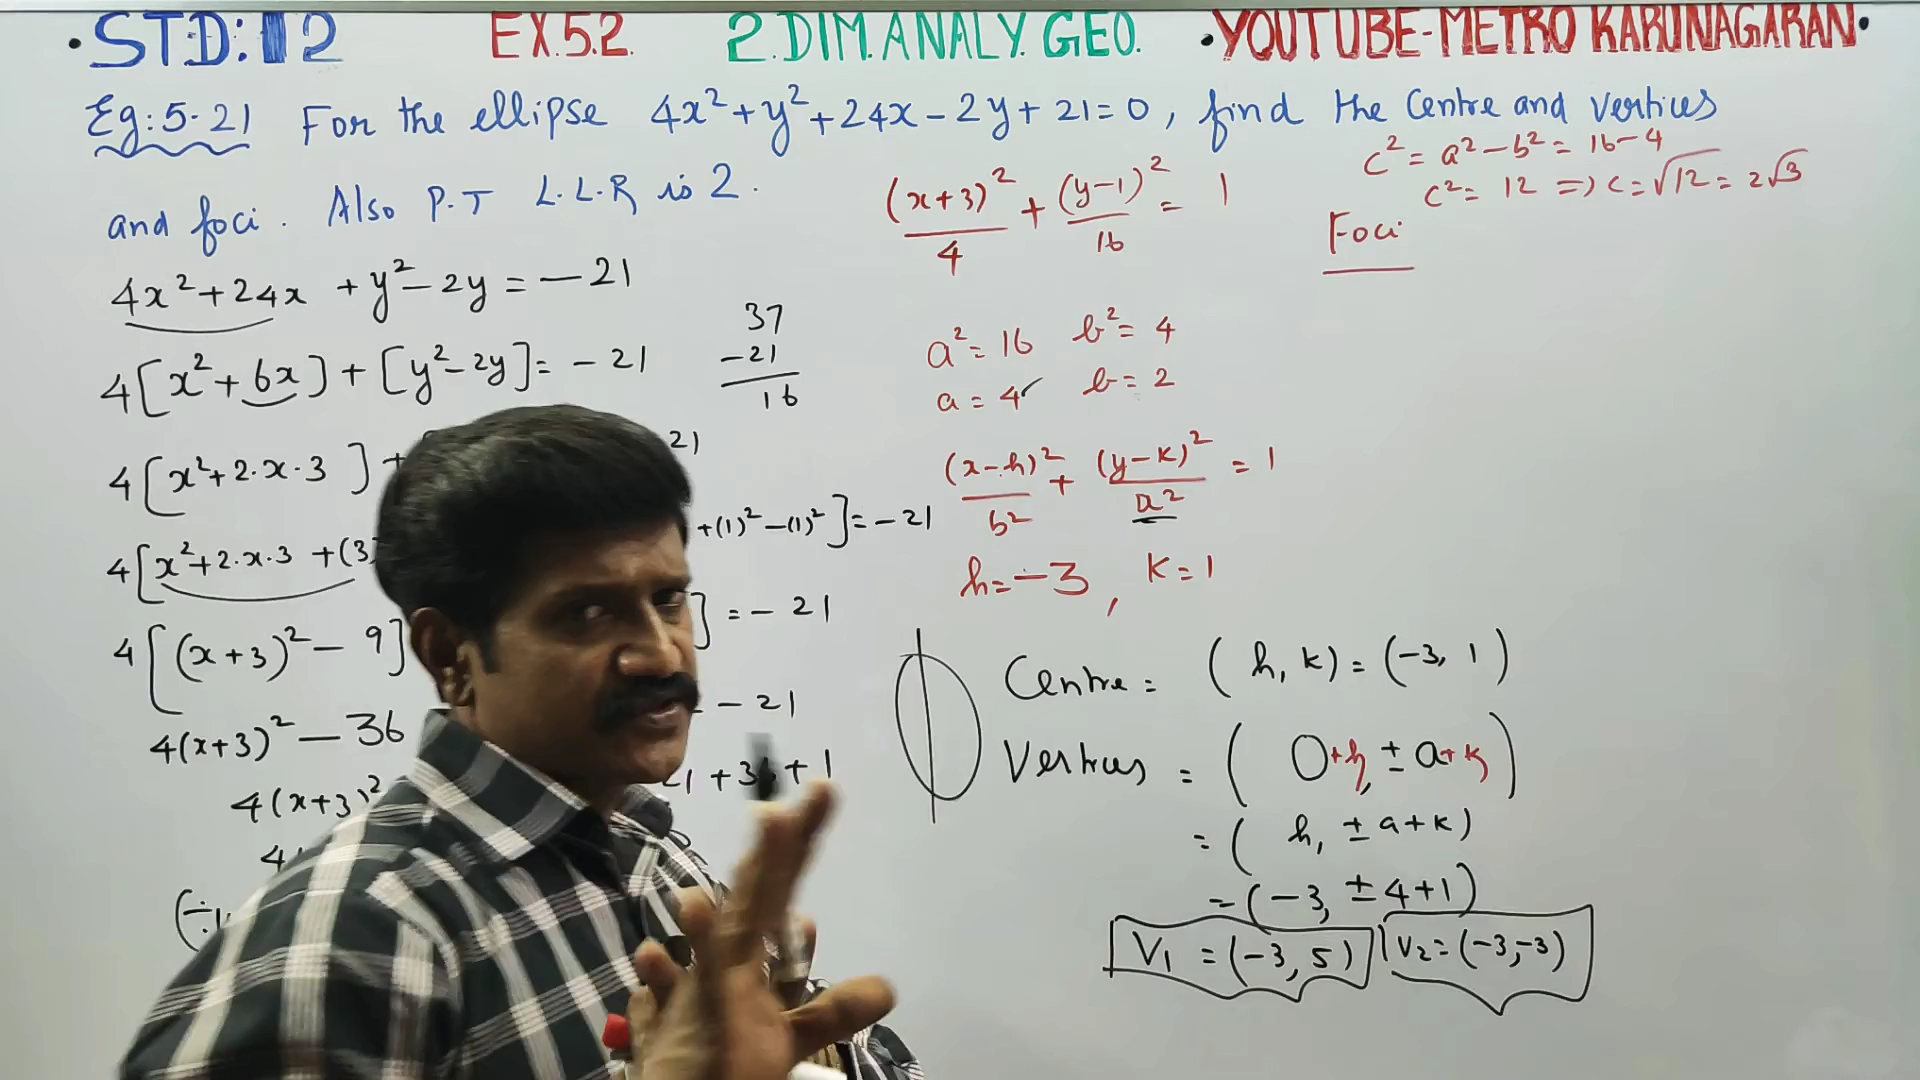 • STD: 12 EX.5.2. 2.DIM.ANALY.GEO. •YOUTUBE-METRO KARUNAGARAN•
Eg:5.21 For the ellipse 4x²+y²+24x-2y+21=0, find the Centre and vertices
and foci. Also P.T L.L.R is 2.
4x²+24x +y²-2y=-21
4[x²+6x]+[y²-2y]=-21
37
-21
16
4[x²+2.x.3 ]+ 21)
4[x²+2.x.3+(3) +(1)²-(1)²]=-21
4[(x+3)²-9] ]=-21
4(x+3)²-36 -21
4(x+3)² +1
(÷
(x+3)²/4 + (y-1)²/16 = 1
a²=16 b²=4
a=4✓ b=2
(x-h)²/b² + (y-k)²/a² = 1
h=-3, k=1
Centre = (h,k)=(-3,1)
Vertices = (0+h, ±a+k)
= (h, ±a+k)
=(-3, ±4+1)
V1 =(-3,5) V2=(-3,-3)
c²=a²-b²=16-4
c²=12 => c=√12=2√3
Foci